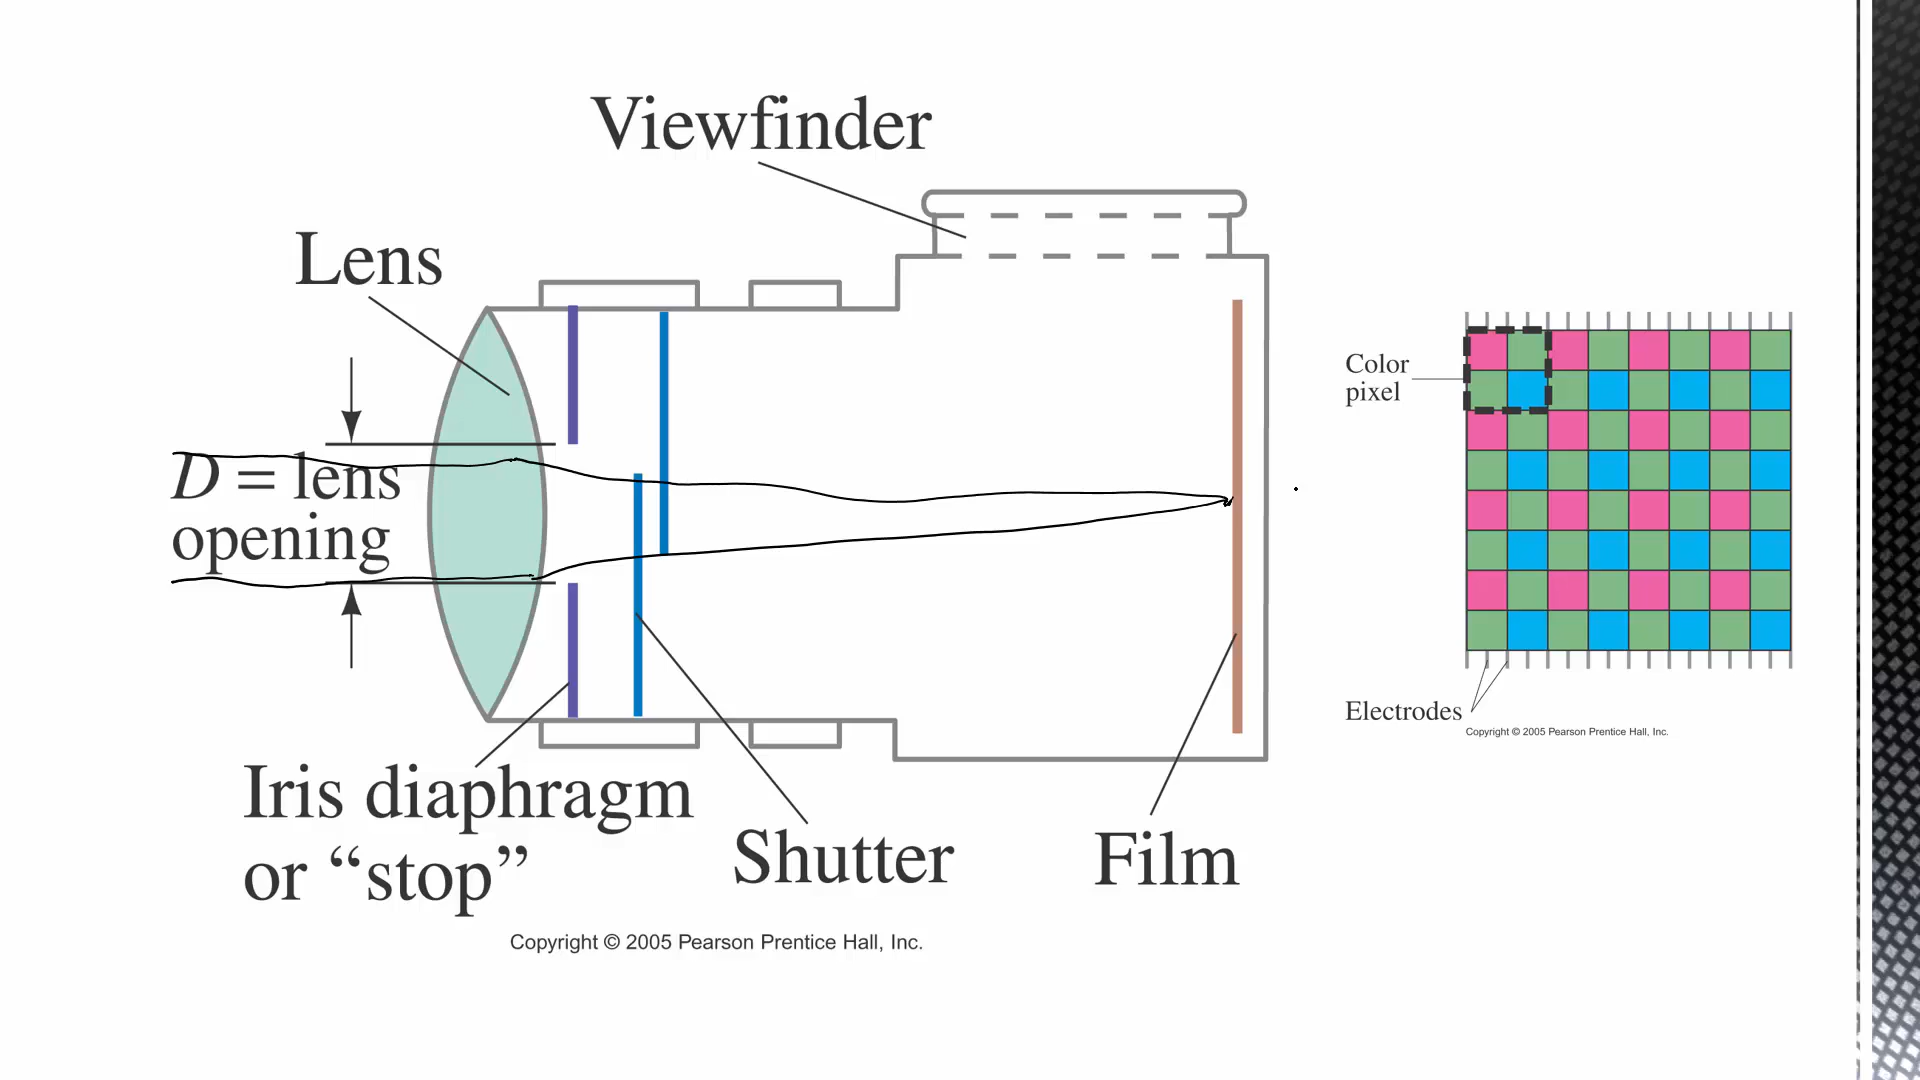 Viewfinder
Lens
D = lens
opening
Iris diaphragm
or “stop”
Shutter
Film
Copyright © 2005 Pearson Prentice Hall, Inc.
Color
pixel
Electrodes
Copyright © 2005 Pearson Prentice Hall, Inc.